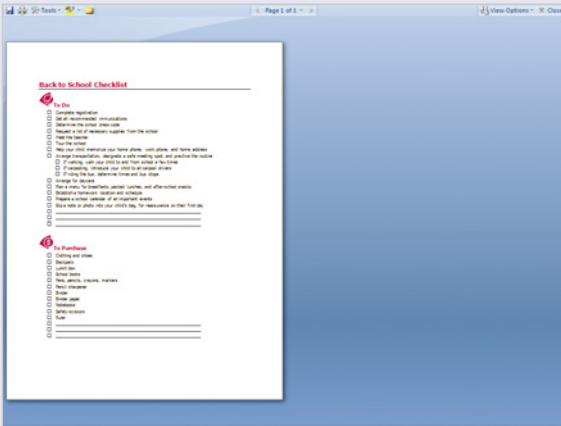 Tools
Page 1 of 1
View Options
Close
Back to School Checklist
To Do
Complete registration
Get all recommended immunizations
Determine the school dress code
Request a list of necessary supplies from the school
Meet the teacher
Tour the school
Help your child memorize your home phone, work phone, and home address
Arrange transportation, designate a safe meeting spot, and practice the routine
If walking, walk your child to and from school a few times
If carpooling, introduce your child to all carpool drivers
If riding the bus, determine times and bus stops
Arrange for daycare
Plan a menu for breakfasts, packed lunches, and after-school snacks
Establish a homework location and schedule
Prepare a school calendar of all important events
Slip a note or photo into your child's bag, for reassurance on their first day
To Purchase
Clothing and shoes
Backpack
Lunch box
School books
Pens, pencils, crayons, markers
Pencil sharpener
Binder
Binder paper
Notebooks
Safety scissors
Ruler